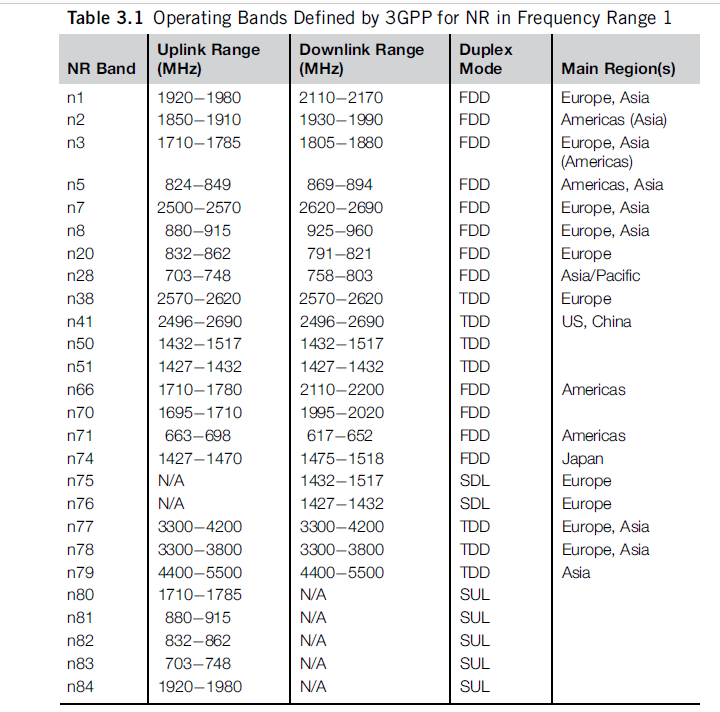 Table 3.1 Operating Bands Defined by 3GPP for NR in Frequency Range 1
NR Band Uplink Range (MHz) Downlink Range (MHz) Duplex Mode Main Region(s)
n1 1920–1980 2110–2170 FDD Europe, Asia
n2 1850–1910 1930–1990 FDD Americas (Asia)
n3 1710–1785 1805–1880 FDD Europe, Asia (Americas)
n5 824–849 869–894 FDD Americas, Asia
n7 2500–2570 2620–2690 FDD Europe, Asia
n8 880–915 925–960 FDD Europe, Asia
n20 832–862 791–821 FDD Europe
n28 703–748 758–803 FDD Asia/Pacific
n38 2570–2620 2570–2620 TDD Europe
n41 2496–2690 2496–2690 TDD US, China
n50 1432–1517 1432–1517 TDD
n51 1427–1432 1427–1432 TDD
n66 1710–1780 2110–2200 FDD Americas
n70 1695–1710 1995–2020 FDD
n71 663–698 617–652 FDD Americas
n74 1427–1470 1475–1518 FDD Japan
n75 N/A 1432–1517 SDL Europe
n76 N/A 1427–1432 SDL Europe
n77 3300–4200 3300–4200 TDD Europe, Asia
n78 3300–3800 3300–3800 TDD Europe, Asia
n79 4400–5500 4400–5500 TDD Asia
n80 1710–1785 N/A SUL
n81 880–915 N/A SUL
n82 832–862 N/A SUL
n83 703–748 N/A SUL
n84 1920–1980 N/A SUL